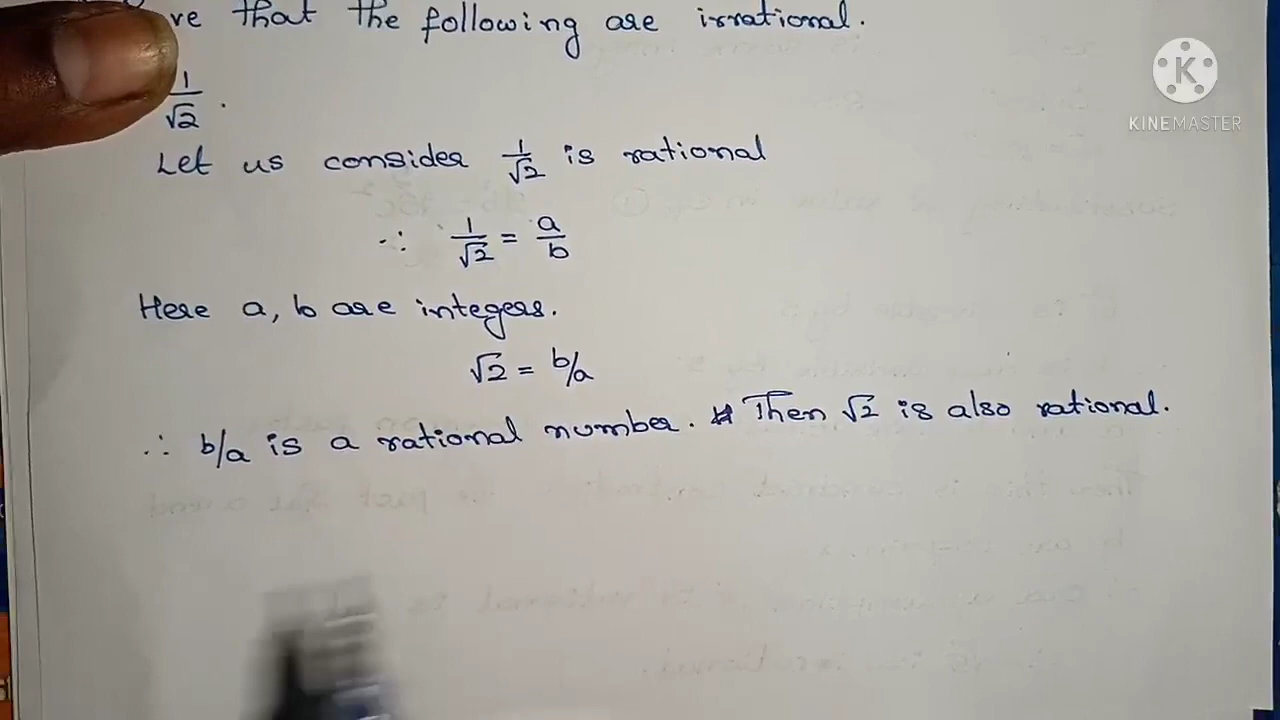 ve that the following are irrational.
1/√2 .
Let us consider 1/√2 is rational
∴ 1/√2 = a/b
Here a, b are integers.
√2 = b/a
∴ b/a is a rational number. Then √2 is also rational.
K
KINEMASTER